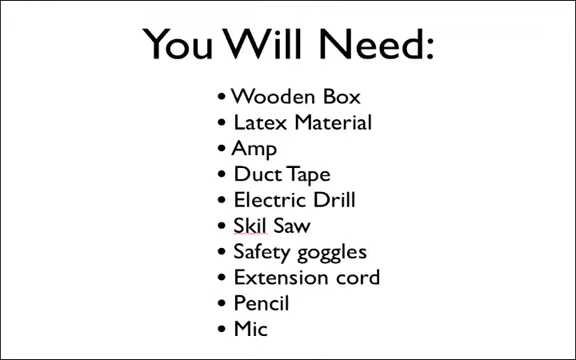 You Will Need:
• Wooden Box
• Latex Material
• Amp
• Duct Tape
• Electric Drill
• Skil Saw
• Safety goggles
• Extension cord
• Pencil
• Mic